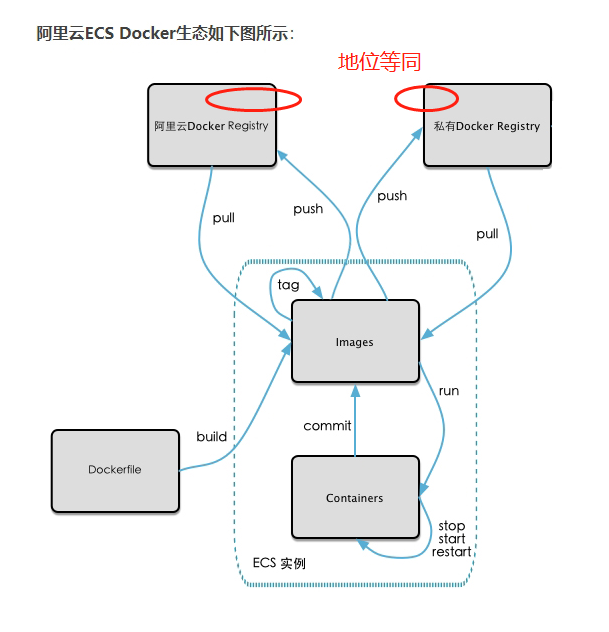 阿里云ECS Docker生态如下图所示：
地位等同
阿里云Docker Registry
私有Docker Registry
pull
push
push
pull
tag
Images
run
build
commit
Dockerfile
Containers
stop
start
restart
ECS 实例